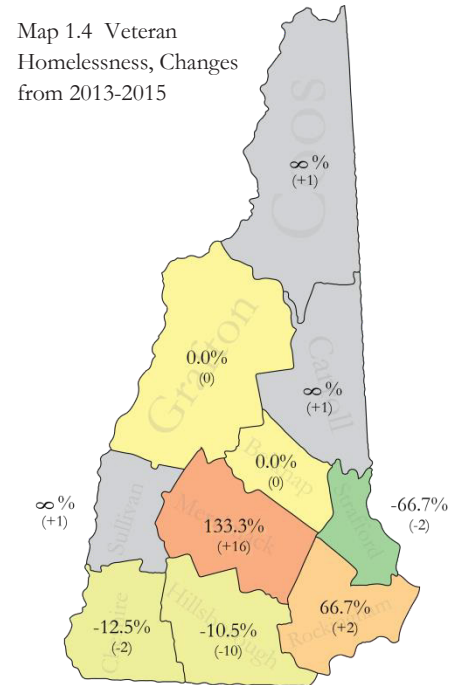 Map 1.4 Veteran
Homelessness, Changes
from 2013-2015
Coos
∞ %
(+1)
Grafton
0.0%
(0)
Carroll
∞ %
(+1)
Belknap
0.0%
(0)
Strafford
-66.7%
(-2)
Sullivan
∞ %
(+1)
Merrimack
133.3%
(+16)
Cheshire
-12.5%
(-2)
Hillsborough
-10.5%
(-10)
Rockingham
66.7%
(+2)